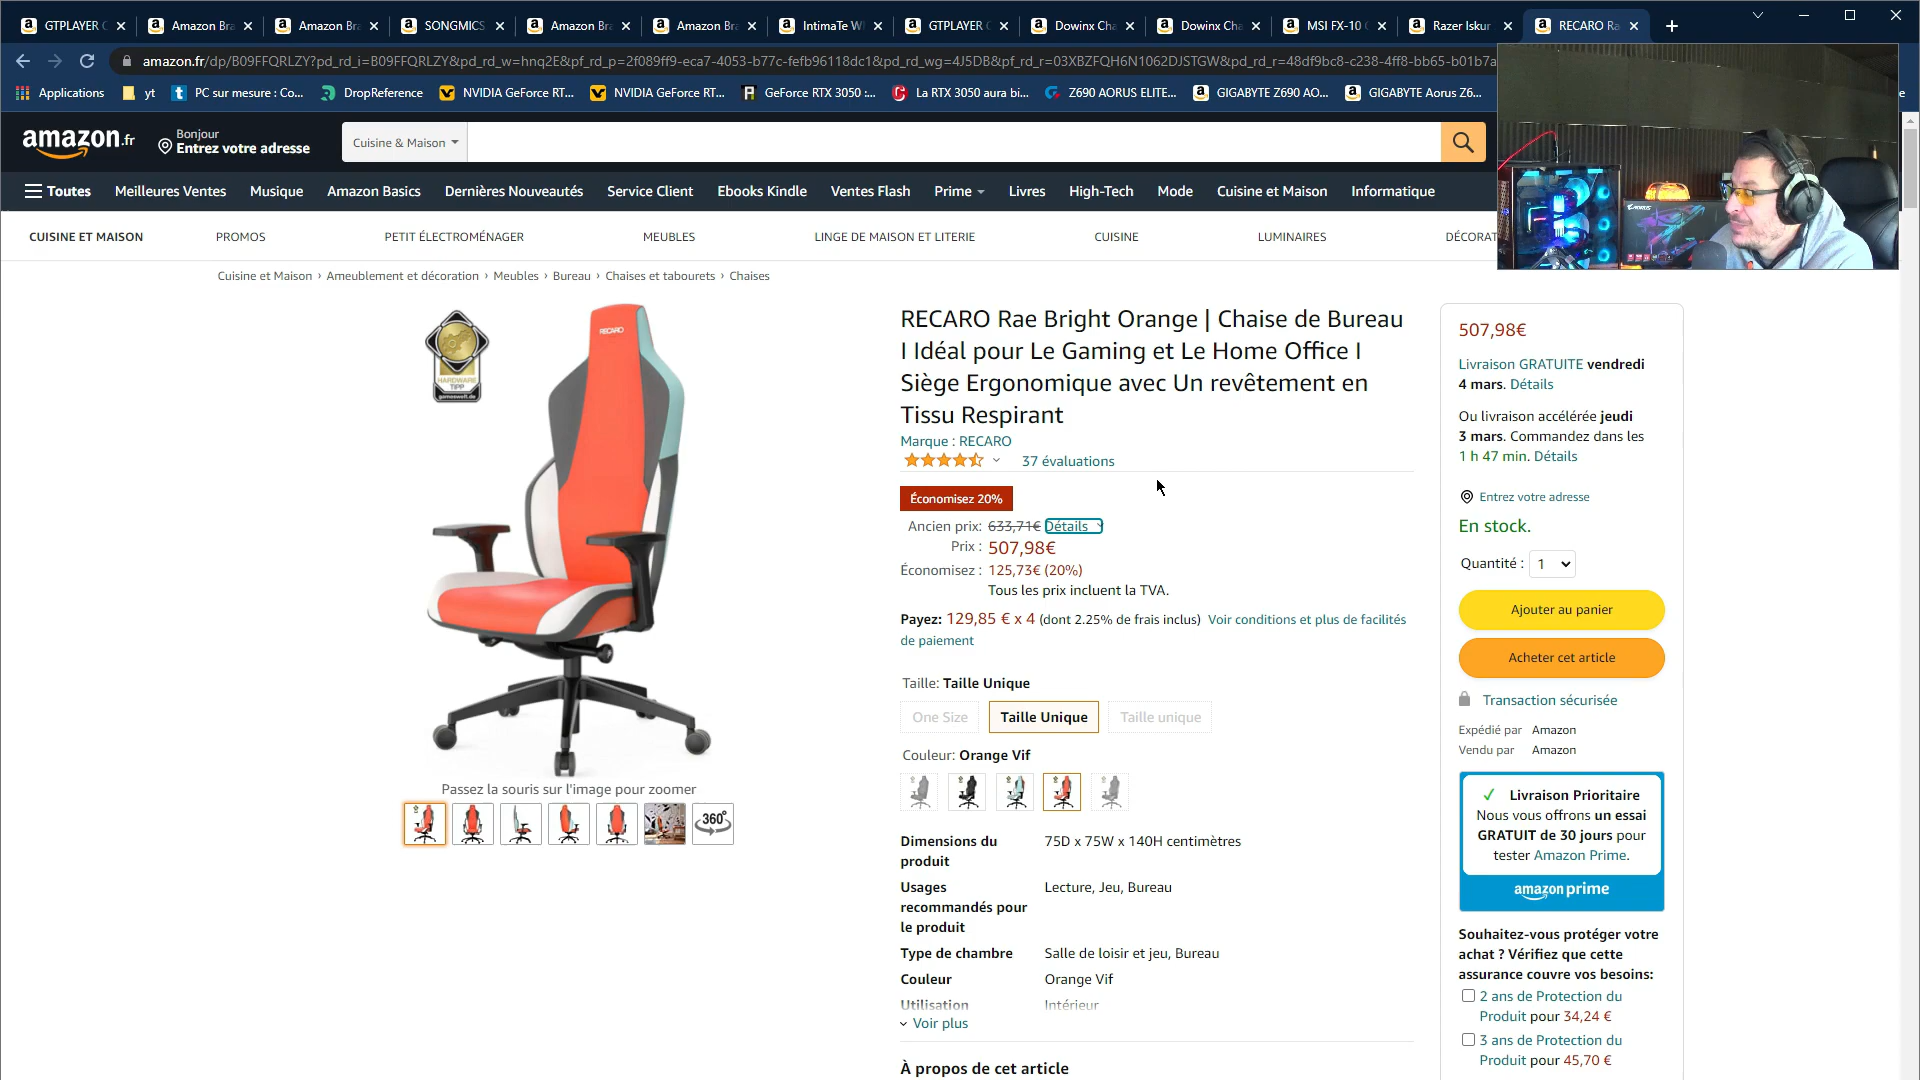 GTPLAYER C
Amazon Bra
Amazon Bra
SONGMICS
Amazon Bra
Amazon Bra
IntimaTe W
GTPLAYER C
Dowinx Cha
Dowinx Cha
MSI FX-10 G
Razer Iskur
RECARO Ra
amazon.fr/dp/B09FFQRLZY?pd_rd_i=B09FFQRLZY&pd_rd_w=hnq2E&pf_rd_p=2f089ff9-eca7-4053-b77c-fefb96118dc1&pd_rd_wg=4J5DB&pf_rd_r=03XBZFQH6N1062DJSTGW&pd_rd_r=48df9bc8-c238-4ff8-bb65-b01b7a
Applications
yt
PC sur mesure : Co...
DropReference
NVIDIA GeForce RT...
NVIDIA GeForce RT...
GeForce RTX 3050 :...
La RTX 3050 aura bi...
Z690 AORUS ELITE...
GIGABYTE Z690 AO...
GIGABYTE Aorus Z6...
amazon.fr
Bonjour
Entrez votre adresse
Cuisine & Maison
Toutes
Meilleures Ventes
Musique
Amazon Basics
Dernières Nouveautés
Service Client
Ebooks Kindle
Ventes Flash
Prime
Livres
High-Tech
Mode
Cuisine et Maison
Informatique
CUISINE ET MAISON
PROMOS
PETIT ÉLECTROMÉNAGER
MEUBLES
LINGE DE MAISON ET LITERIE
CUISINE
LUMINAIRES
DÉCORAT
AORUS
Cuisine et Maison › Ameublement et décoration › Meubles › Bureau › Chaises et tabourets › Chaises
HARDWARE
TIPP
gameswelt.de
RECARO
Passez la souris sur l'image pour zoomer
360°
RECARO Rae Bright Orange | Chaise de Bureau
I Idéal pour Le Gaming et Le Home Office I
Siège Ergonomique avec Un revêtement en
Tissu Respirant
Marque : RECARO
37 évaluations
Économisez 20%
Ancien prix: 633,71€ Détails
Prix : 507,98€
Économisez : 125,73€ (20%)
Tous les prix incluent la TVA.
Payez: 129,85 € x 4 (dont 2.25% de frais inclus) Voir conditions et plus de facilités
de paiement
Taille: Taille Unique
One Size
Taille Unique
Taille unique
Couleur: Orange Vif
Dimensions du
produit
75D x 75W x 140H centimètres
Usages
recommandés pour
le produit
Lecture, Jeu, Bureau
Type de chambre
Salle de loisir et jeu, Bureau
Couleur
Orange Vif
Utilisation
Intérieur
Voir plus
À propos de cet article
507,98€
Livraison GRATUITE vendredi
4 mars. Détails
Ou livraison accélérée jeudi
3 mars. Commandez dans les
1 h 47 min. Détails
Entrez votre adresse
En stock.
Quantité : 1
Ajouter au panier
Acheter cet article
Transaction sécurisée
Expédié par Amazon
Vendu par Amazon
Livraison Prioritaire
Nous vous offrons un essai
GRATUIT de 30 jours pour
tester Amazon Prime.
amazon prime
Souhaitez-vous protéger votre
achat ? Vérifiez que cette
assurance couvre vos besoins:
2 ans de Protection du
Produit pour 34,24 €
3 ans de Protection du
Produit pour 45,70 €